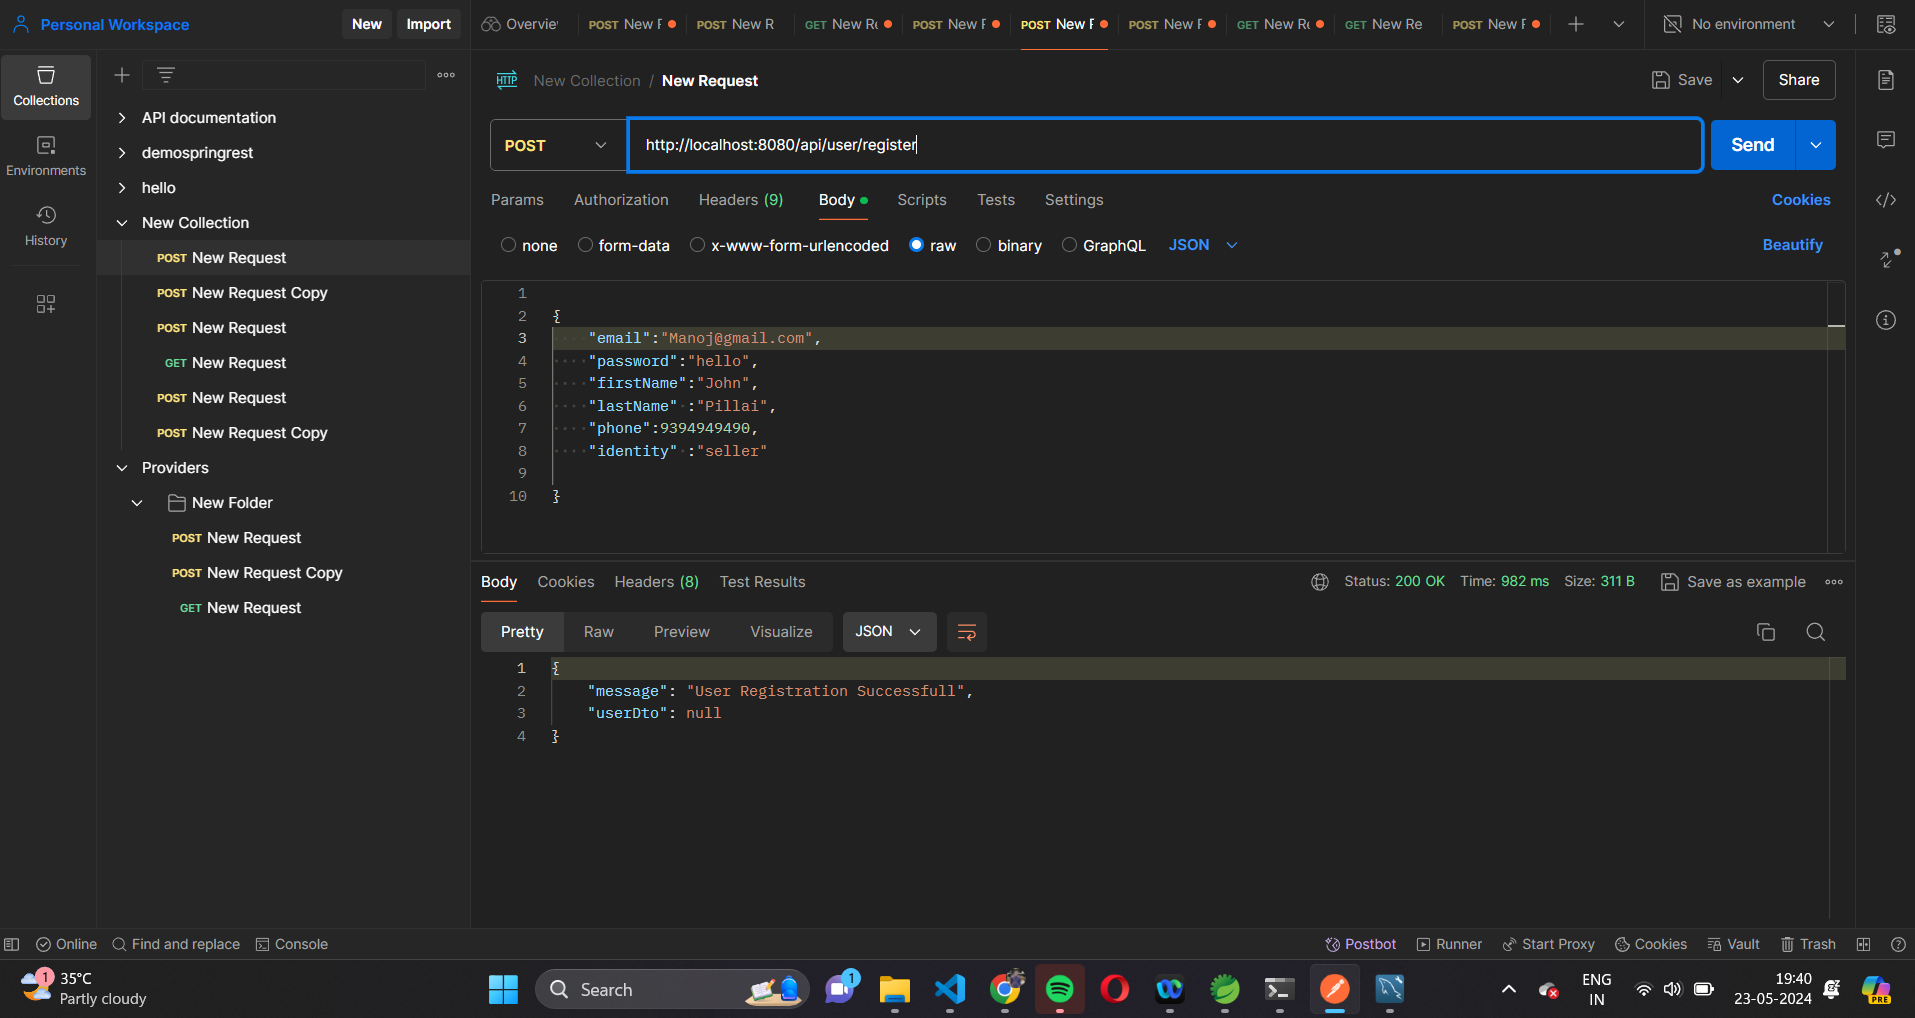 Personal Workspace New Import Overvie POST New F POST New R GET New Re POST New F POST New F POST New F GET New Re GET New Re POST New F No environment
Collections
Environments
History
API documentation
demospringrest
hello
New Collection
POST New Request
POST New Request Copy
POST New Request
GET New Request
POST New Request
POST New Request Copy
Providers
New Folder
POST New Request
POST New Request Copy
GET New Request
HTTP New Collection / New Request Save Share
POST http://localhost:8080/api/user/register Send
Params Authorization Headers (9) Body Scripts Tests Settings Cookies
none form-data x-www-form-urlencoded raw binary GraphQL JSON Beautify
1
2 {
3 "email":"Manoj@gmail.com",
4 "password":"hello",
5 "firstName":"John",
6 "lastName" :"Pillai",
7 "phone":9394949490,
8 "identity" :"seller"
9
10 }
Body Cookies Headers (8) Test Results Status: 200 OK Time: 982 ms Size: 311 B Save as example
Pretty Raw Preview Visualize JSON
1 {
2 "message": "User Registration Successfull",
3 "userDto": null
4 }
Online Find and replace Console Postbot Runner Start Proxy Cookies Vault Trash
1 35°C
Partly cloudy
Search 1
ENG
IN
19:40
23-05-2024
PRE